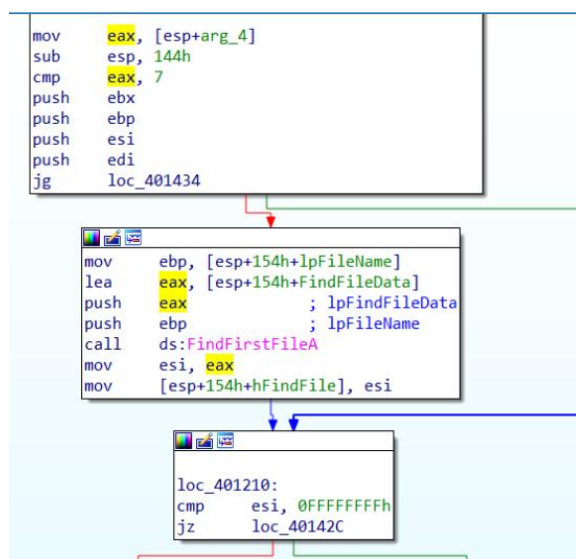 mov eax, [esp+arg_4]
sub esp, 144h
cmp eax, 7
push ebx
push ebp
push esi
push edi
jg loc_401434
mov ebp, [esp+154h+lpFileName]
lea eax, [esp+154h+FindFileData]
push eax ; lpFindFileData
push ebp ; lpFileName
call ds:FindFirstFileA
mov esi, eax
mov [esp+154h+hFindFile], esi
loc_401210:
cmp esi, 0FFFFFFFFh
jz loc_40142C